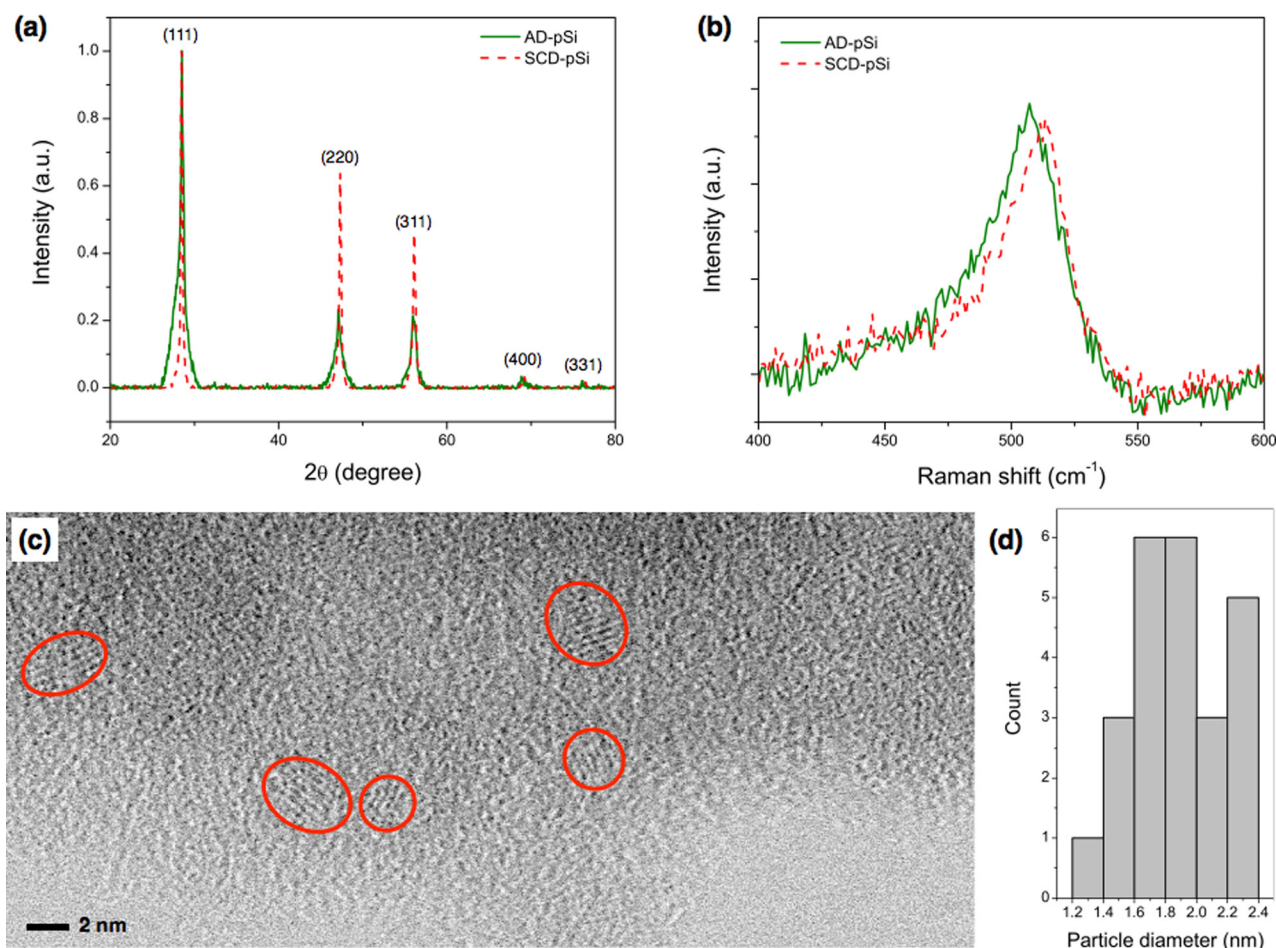 (a)
(111)
AD-pSi
SCD-pSi
1.0
0.8
(220)
0.6
(311)
0.4
0.2
(400)
(331)
0.0
20
40
60
80
Intensity (a.u.)
2θ (degree)
(b)
AD-pSi
SCD-pSi
Intensity (a.u.)
400
450
500
550
600
Raman shift (cm⁻¹)
(c)
2 nm
(d)
6
5
4
3
2
1
0
Count
1.2 1.4 1.6 1.8 2.0 2.2 2.4
Particle diameter (nm)